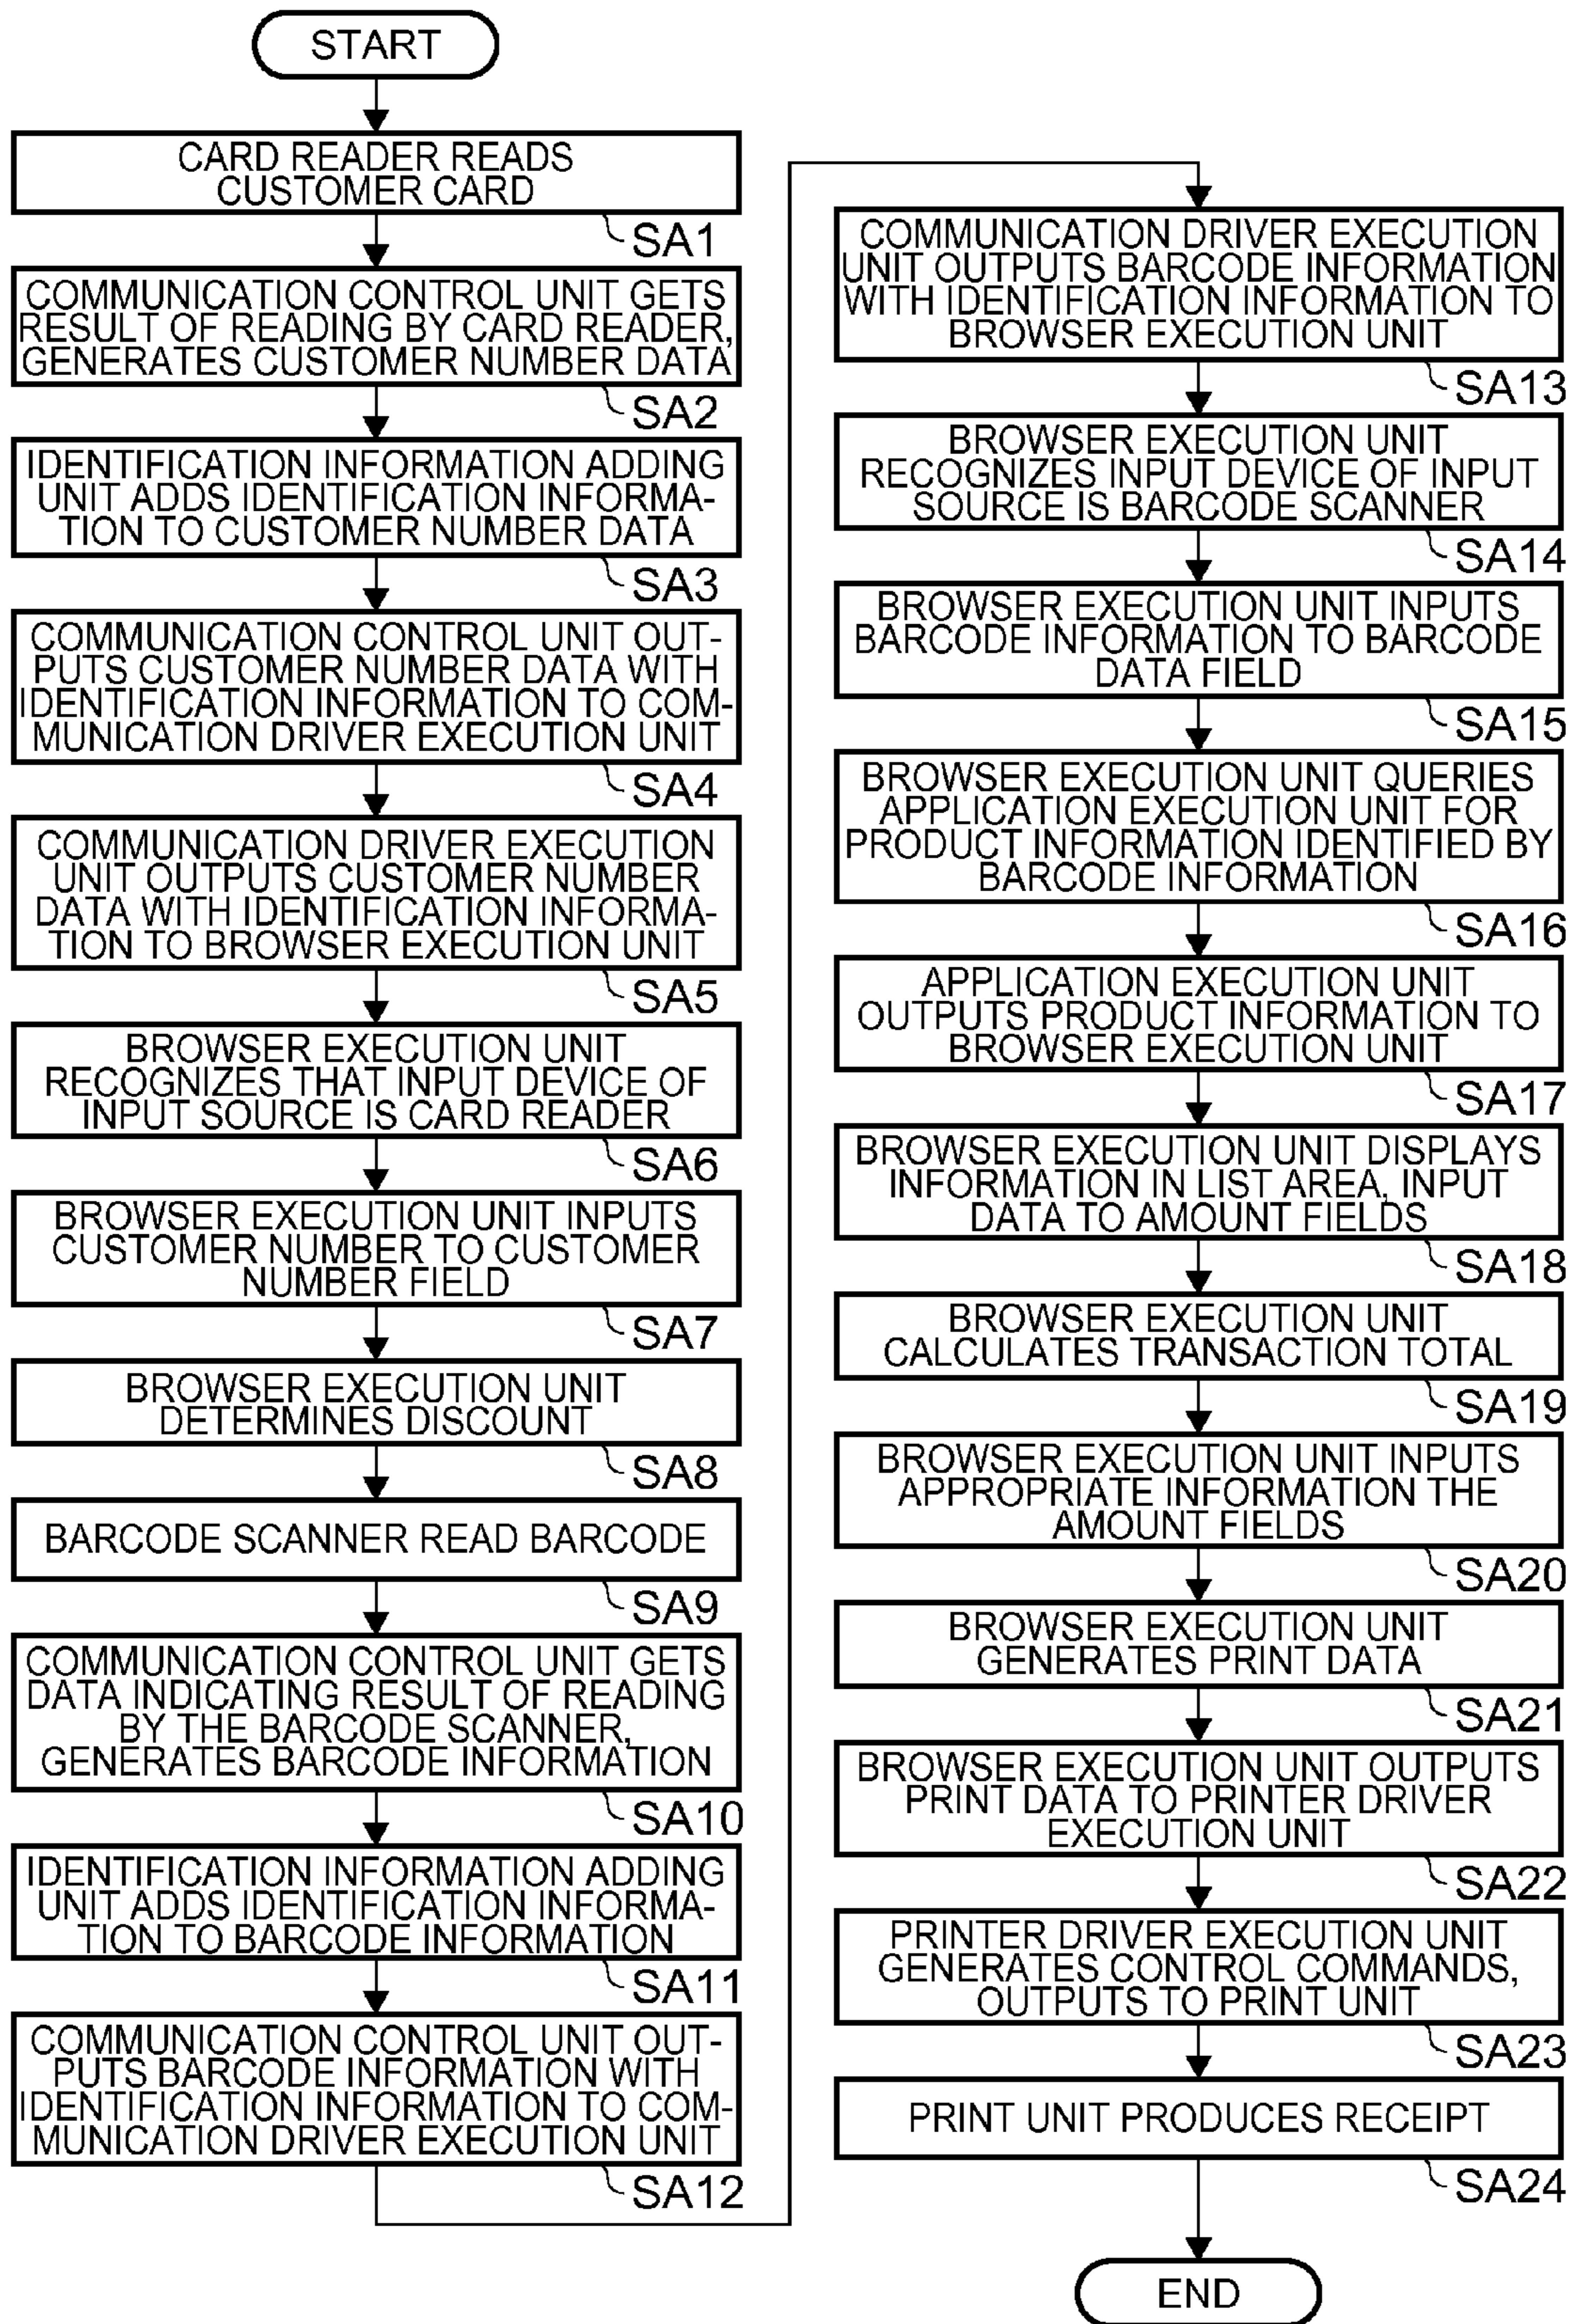 START
CARD READER READS
CUSTOMER CARD
SA1
COMMUNICATION CONTROL UNIT GETS
RESULT OF READING BY CARD READER,
GENERATES CUSTOMER NUMBER DATA
SA2
IDENTIFICATION INFORMATION ADDING
UNIT ADDS IDENTIFICATION INFORMA-
TION TO CUSTOMER NUMBER DATA
SA3
COMMUNICATION CONTROL UNIT OUT-
PUTS CUSTOMER NUMBER DATA WITH
IDENTIFICATION INFORMATION TO COM-
MUNICATION DRIVER EXECUTION UNIT
SA4
COMMUNICATION DRIVER EXECUTION
UNIT OUTPUTS CUSTOMER NUMBER
DATA WITH IDENTIFICATION INFORMA-
TION TO BROWSER EXECUTION UNIT
SA5
BROWSER EXECUTION UNIT
RECOGNIZES THAT INPUT DEVICE OF
INPUT SOURCE IS CARD READER
SA6
BROWSER EXECUTION UNIT INPUTS
CUSTOMER NUMBER TO CUSTOMER
NUMBER FIELD
SA7
BROWSER EXECUTION UNIT
DETERMINES DISCOUNT
SA8
BARCODE SCANNER READ BARCODE
SA9
COMMUNICATION CONTROL UNIT GETS
DATA INDICATING RESULT OF READING
BY THE BARCODE SCANNER,
GENERATES BARCODE INFORMATION
SA10
IDENTIFICATION INFORMATION ADDING
UNIT ADDS IDENTIFICATION INFORMA-
TION TO BARCODE INFORMATION
SA11
COMMUNICATION CONTROL UNIT OUT-
PUTS BARCODE INFORMATION WITH
IDENTIFICATION INFORMATION TO COM-
MUNICATION DRIVER EXECUTION UNIT
SA12
COMMUNICATION DRIVER EXECUTION
UNIT OUTPUTS BARCODE INFORMATION
WITH IDENTIFICATION INFORMATION TO
BROWSER EXECUTION UNIT
SA13
BROWSER EXECUTION UNIT
RECOGNIZES INPUT DEVICE OF INPUT
SOURCE IS BARCODE SCANNER
SA14
BROWSER EXECUTION UNIT INPUTS
BARCODE INFORMATION TO BARCODE
DATA FIELD
SA15
BROWSER EXECUTION UNIT QUERIES
APPLICATION EXECUTION UNIT FOR
PRODUCT INFORMATION IDENTIFIED BY
BARCODE INFORMATION
SA16
APPLICATION EXECUTION UNIT
OUTPUTS PRODUCT INFORMATION TO
BROWSER EXECUTION UNIT
SA17
BROWSER EXECUTION UNIT DISPLAYS
INFORMATION IN LIST AREA, INPUT
DATA TO AMOUNT FIELDS
SA18
BROWSER EXECUTION UNIT
CALCULATES TRANSACTION TOTAL
SA19
BROWSER EXECUTION UNIT INPUTS
APPROPRIATE INFORMATION THE
AMOUNT FIELDS
SA20
BROWSER EXECUTION UNIT
GENERATES PRINT DATA
SA21
BROWSER EXECUTION UNIT OUTPUTS
PRINT DATA TO PRINTER DRIVER
EXECUTION UNIT
SA22
PRINTER DRIVER EXECUTION UNIT
GENERATES CONTROL COMMANDS,
OUTPUTS TO PRINT UNIT
SA23
PRINT UNIT PRODUCES RECEIPT
SA24
END